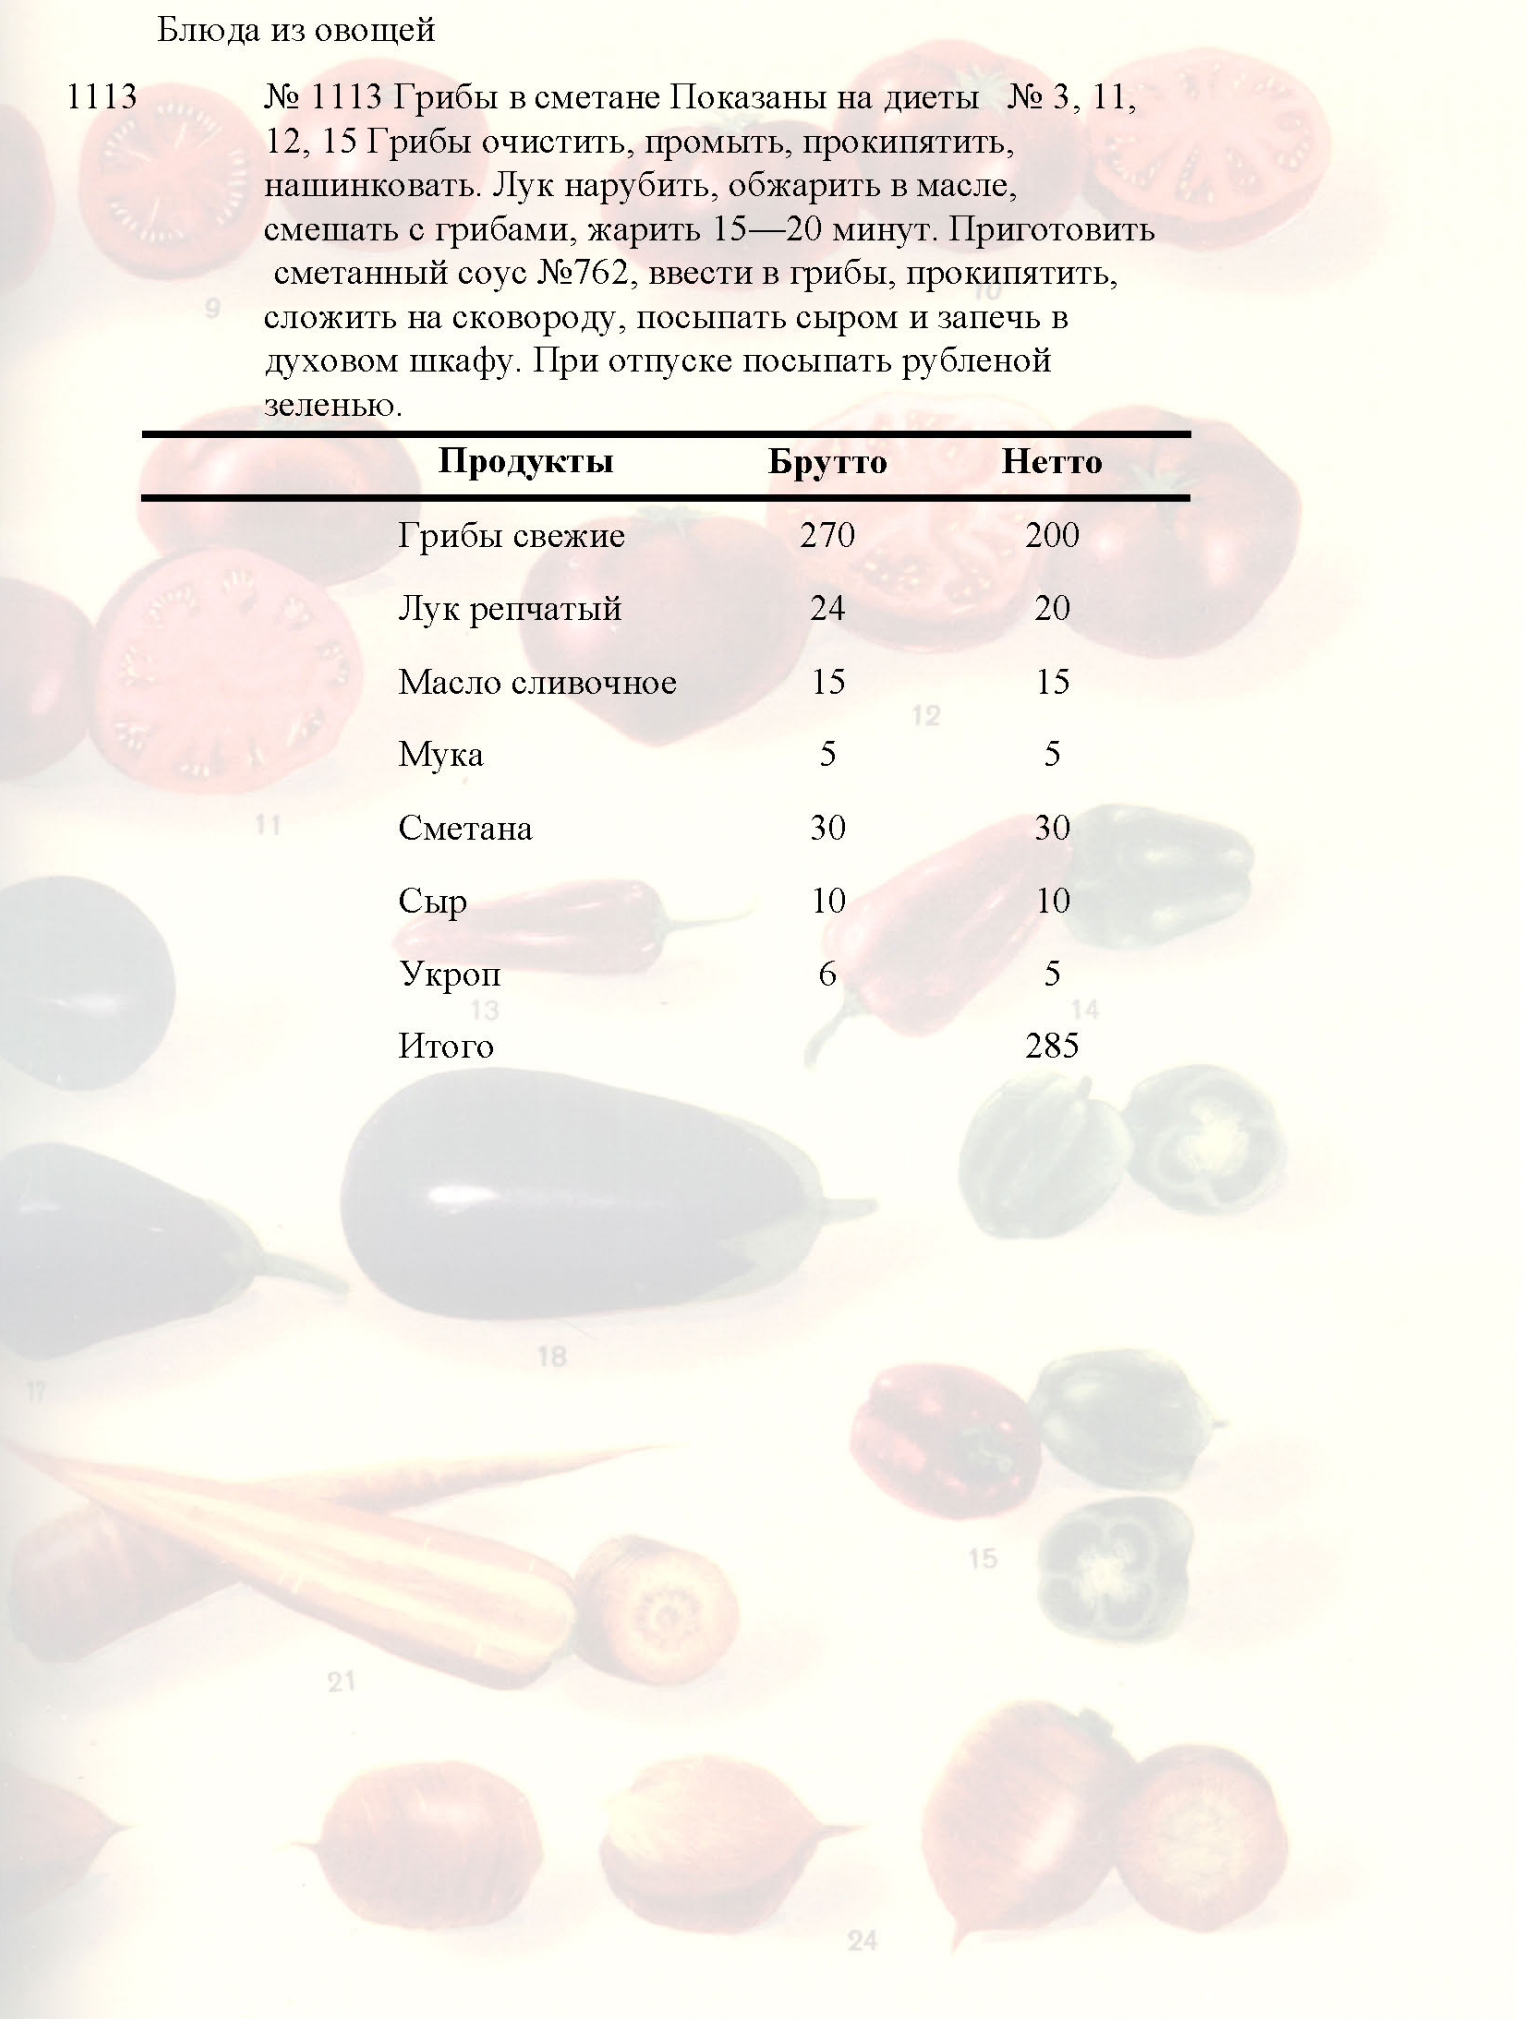 Блюда из овощей
1113 № 1113 Грибы в сметане Показаны на диеты № 3, 11,
12, 15 Грибы очистить, промыть, прокипятить,
нашинковать. Лук нарубить, обжарить в масле,
смешать с грибами, жарить 15—20 минут. Приготовить
сметанный соус №762, ввести в грибы, прокипятить,
сложить на сковороду, посыпать сыром и запечь в
духовом шкафу. При отпуске посыпать рубленой
зеленью.
Продукты Брутто Нетто
Грибы свежие 270 200
Лук репчатый 24 20
Масло сливочное 15 15
Мука 5 5
Сметана 30 30
Сыр 10 10
Укроп 6 5
Итого 285
9
10
12
11
13
14
18
17
15
21
24